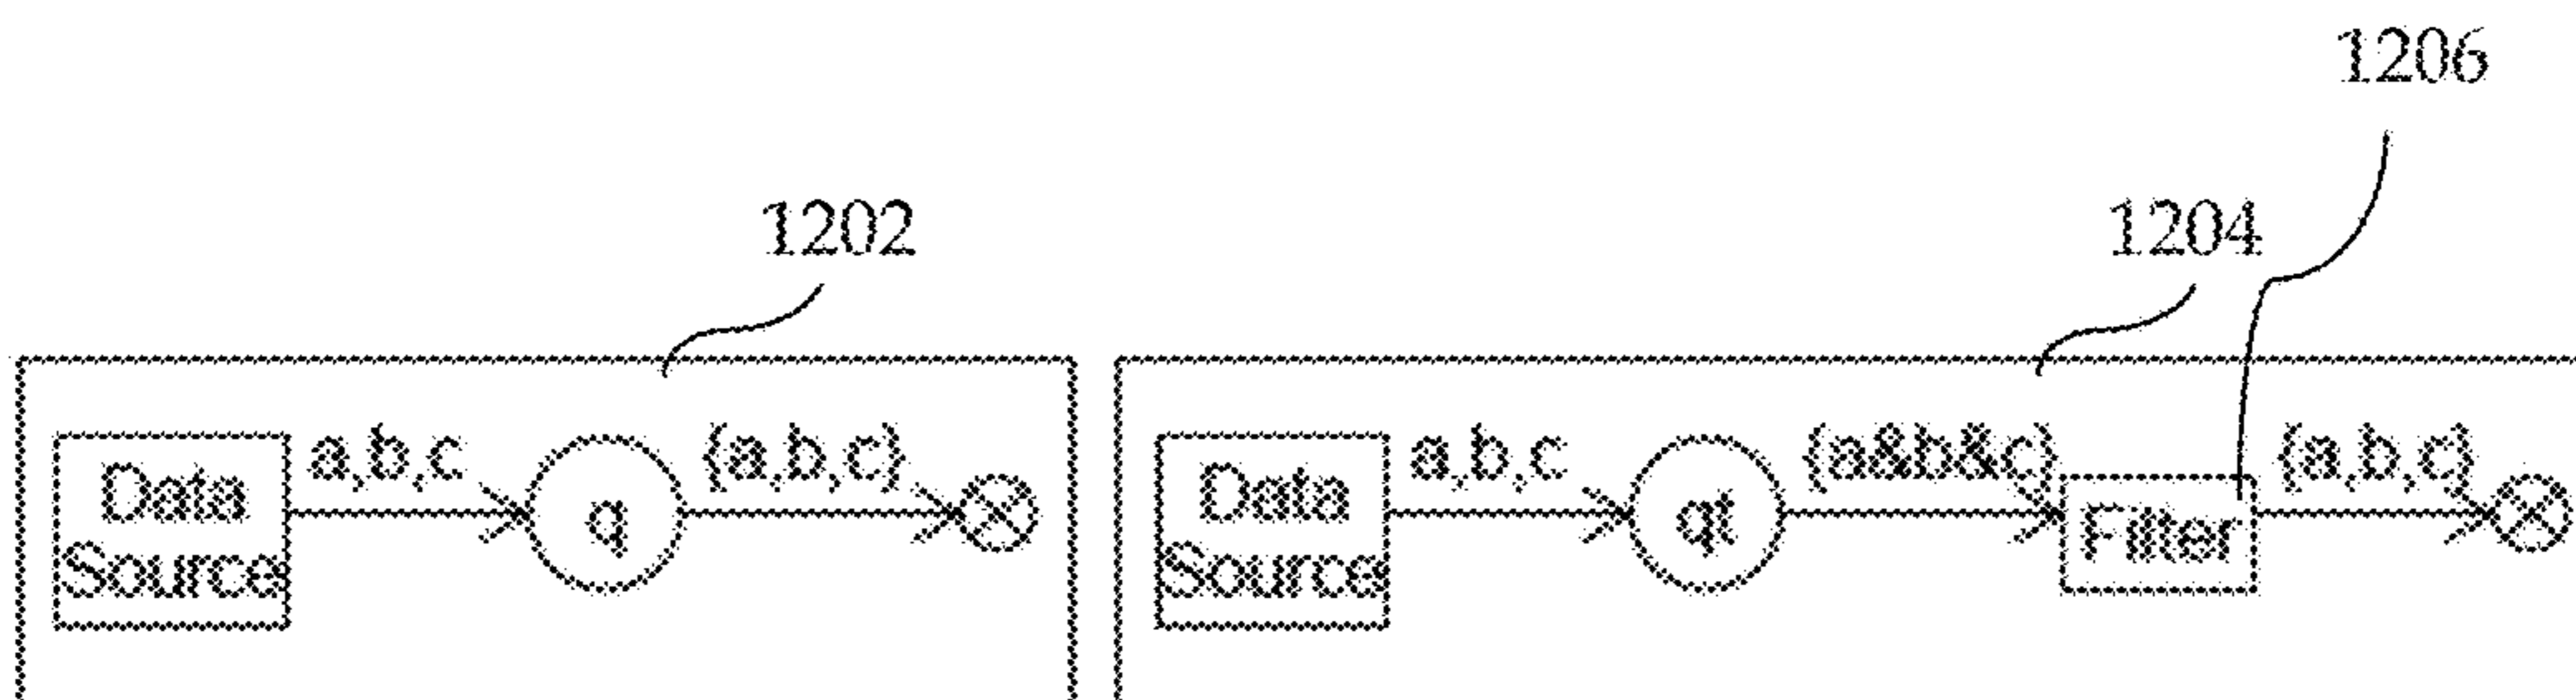 1206
1202
1204
a,b,c
{a,b,c}
Data
Source
q
a,b,c
{a&b&c}
{a,b,c}
Data
Source
qt
Filter